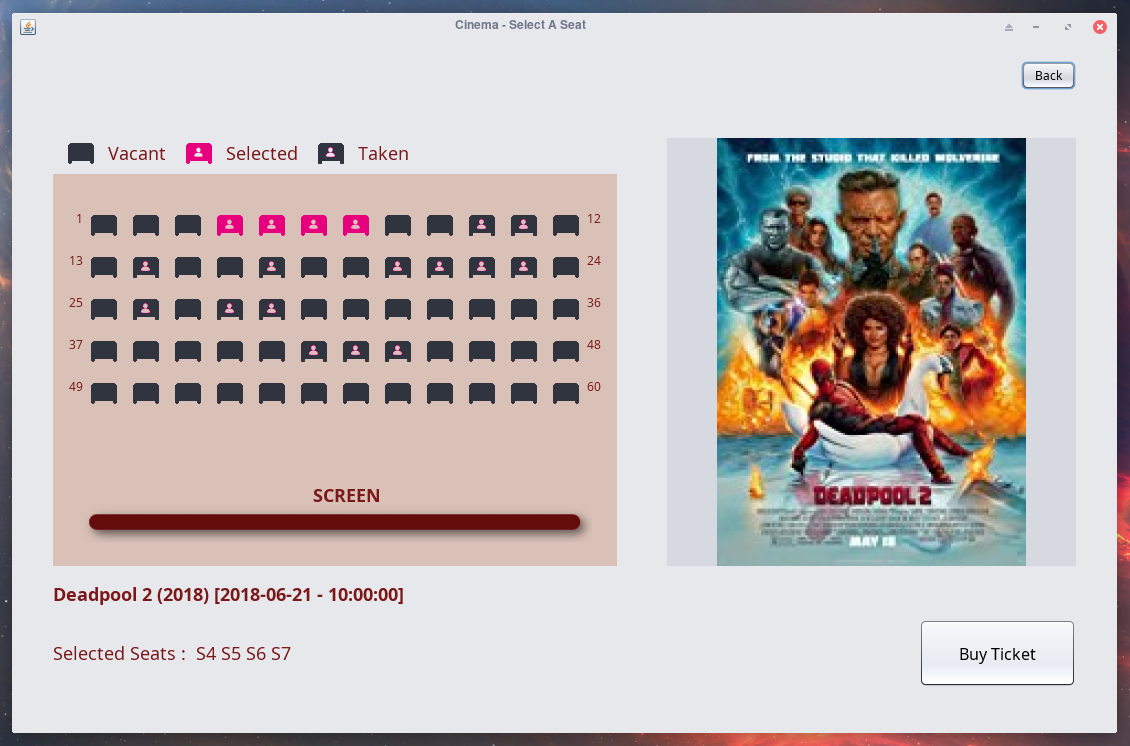 Cinema - Select A Seat
Back
Vacant Selected Taken
1 12
13 24
25 36
37 48
49 60
SCREEN
FROM THE STUDIO THAT KILLED WOLVERINE
DEADPOOL 2
MAY 18
Deadpool 2 (2018) [2018-06-21 - 10:00:00]
Selected Seats : S4 S5 S6 S7
Buy Ticket